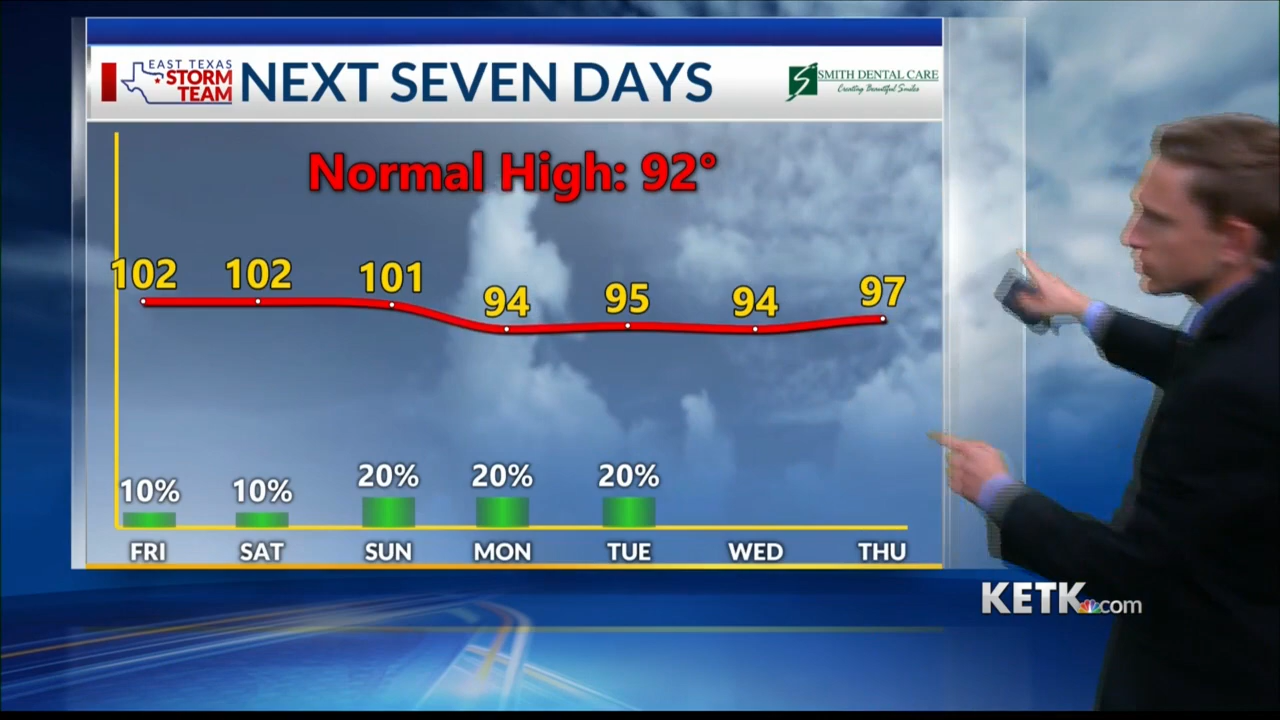 EAST TEXAS
STORM
TEAM
NEXT SEVEN DAYS
SMITH DENTAL CARE
Creating Beautiful Smiles
Normal High: 92°
102 102 101 94 95 94 97
10% 10% 20% 20% 20%
FRI SAT SUN MON TUE WED THU
KETK.com